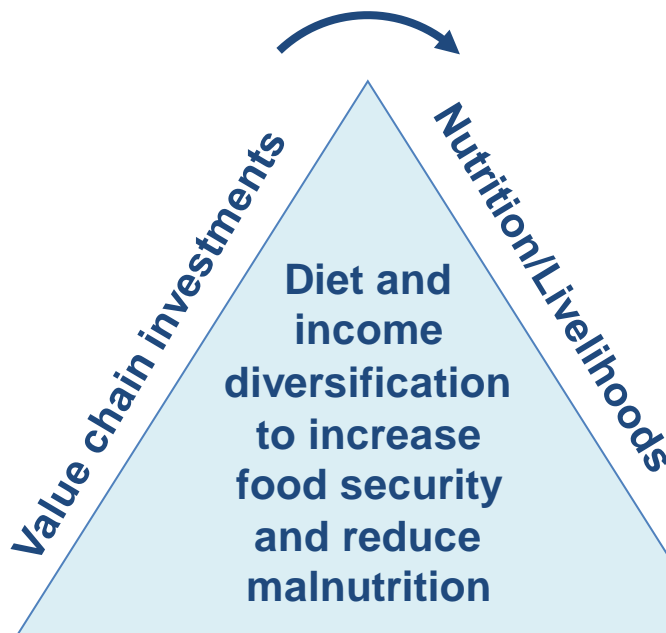 Value chain investments
Nutrition/Livelihoods
Diet and
income
diversification
to increase
food security
and reduce
malnutrition